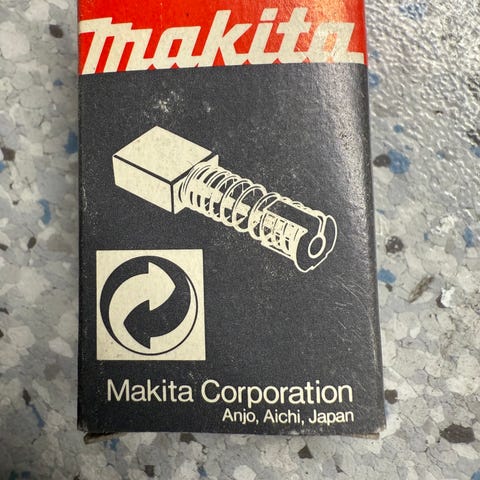 makita
Makita Corporation
Anjo, Aichi, Japan